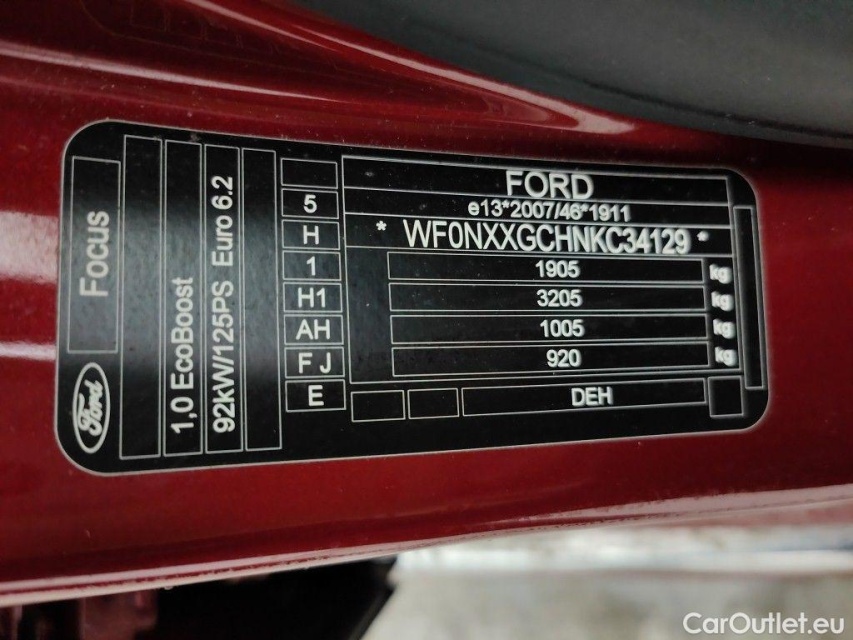 Focus
Ford
1,0 EcoBoost
92kW/125PS Euro 6.2
5
H
1
H1
AH
FJ
E
FORD
e13*2007/46*1911
* WF0NXXGCHNKC34129 *
1905 kg
3205 kg
1005 kg
920 kg
DEH
CarOutlet.eu